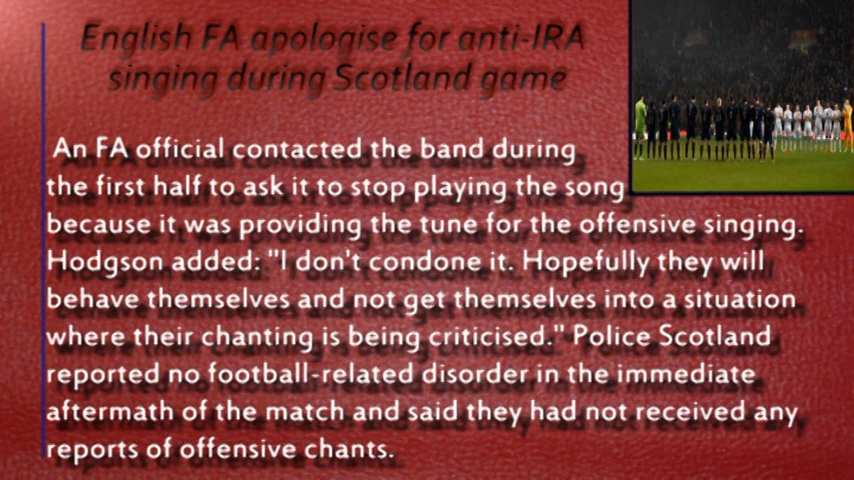 English FA apologise for anti-IRA
singing during Scotland game
An FA official contacted the band during
the first half to ask it to stop playing the song
because it was providing the tune for the offensive singing.
Hodgson added: "I don't condone it. Hopefully they will
behave themselves and not get themselves into a situation
where their chanting is being criticised." Police Scotland
reported no football-related disorder in the immediate
aftermath of the match and said they had not received any
reports of offensive chants.